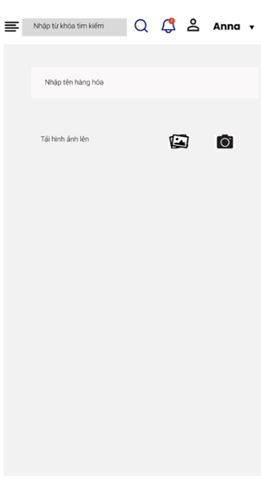 Nhập từ khóa tìm kiếm
Anna
Nhập tên hàng hóa
Tải hình ảnh lên